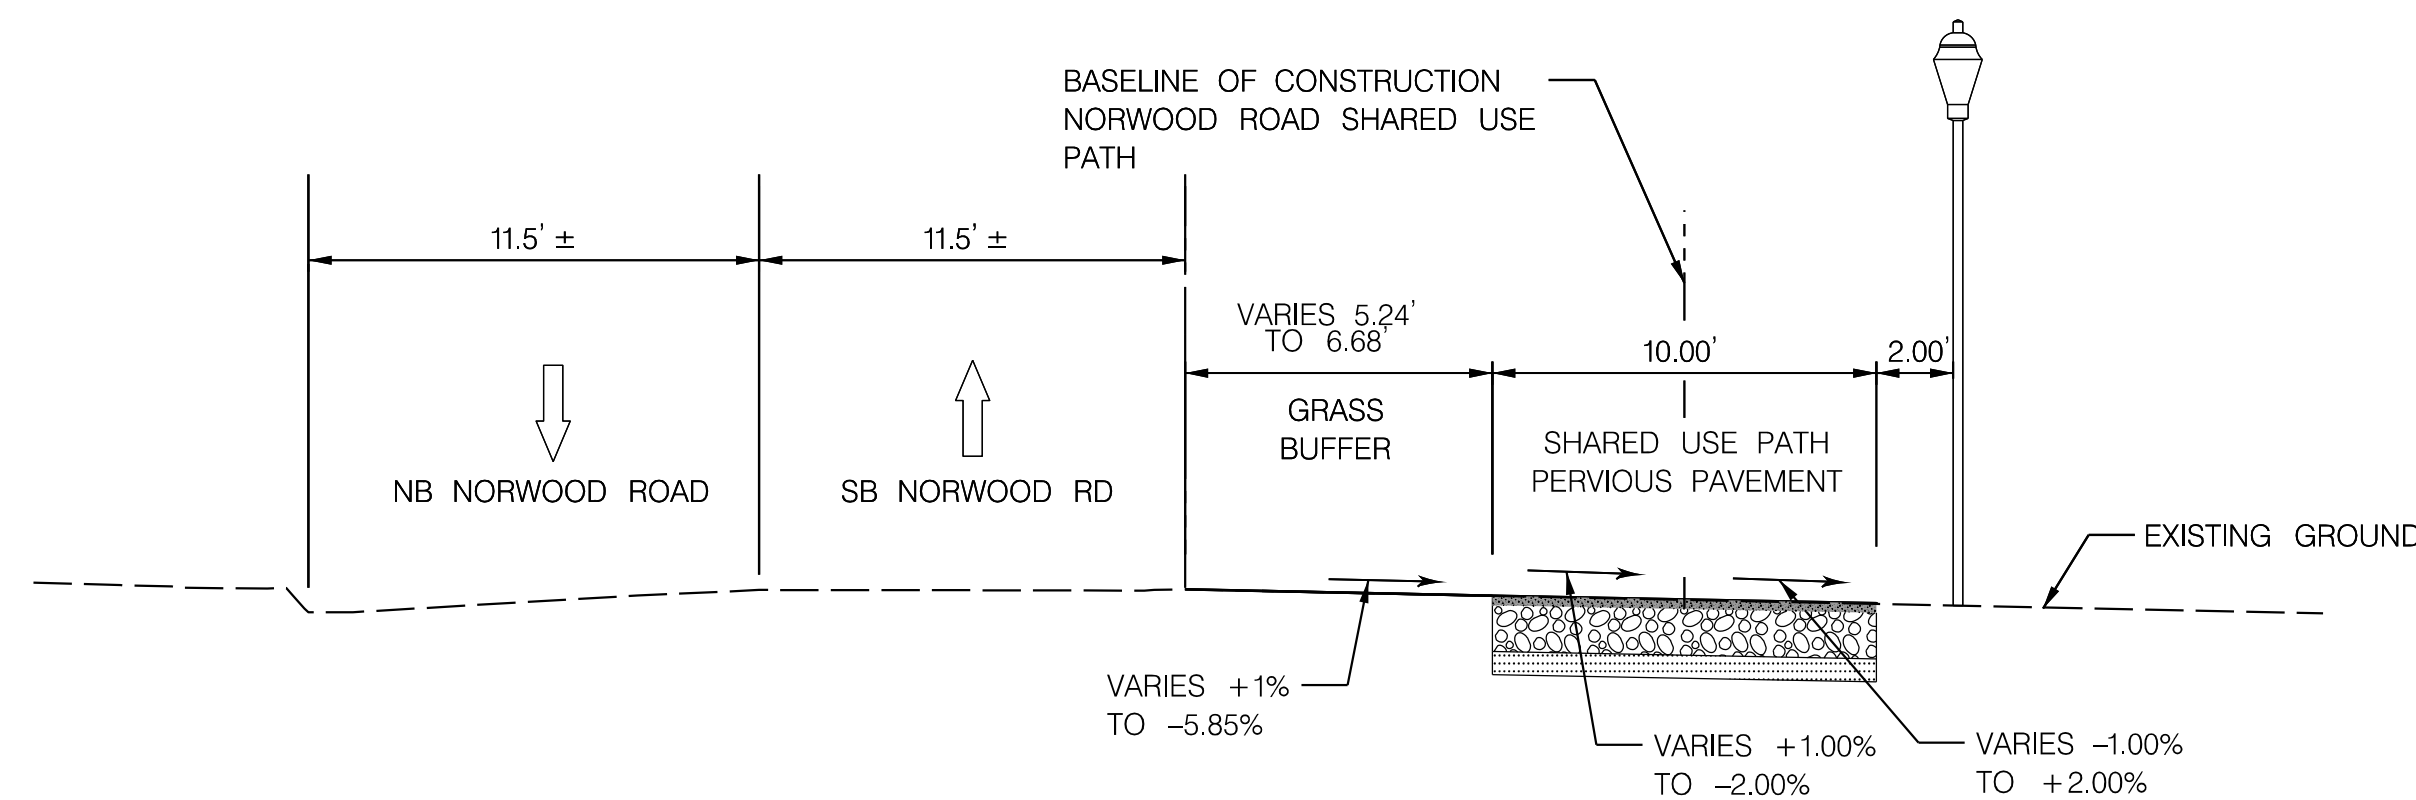 BASELINE OF CONSTRUCTION
NORWOOD ROAD SHARED USE
PATH
11.5' ±
11.5' ±
VARIES 5.24'
TO 6.68'
10.00'
2.00'
GRASS
BUFFER
SHARED USE PATH
PERVIOUS PAVEMENT
NB NORWOOD ROAD
SB NORWOOD RD
EXISTING GROUND
VARIES +1%
TO -5.85%
VARIES +1.00%
TO -2.00%
VARIES -1.00%
TO +2.00%